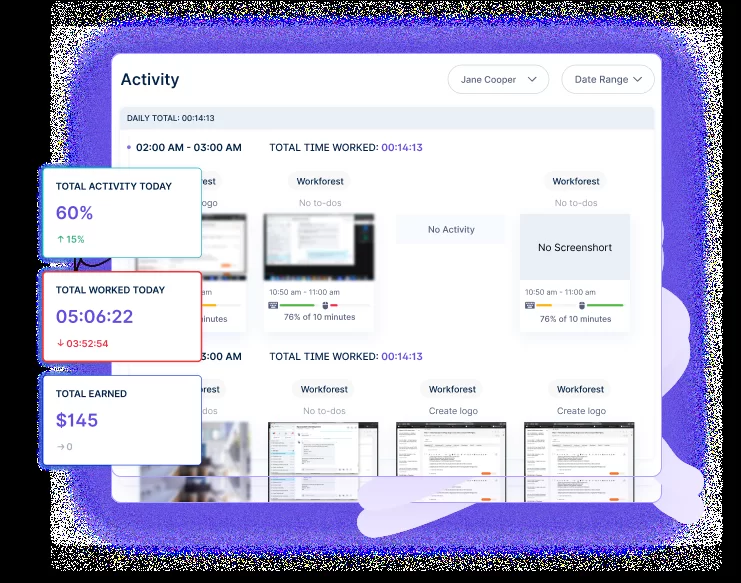 Activity
Jane Cooper
Date Range
DAILY TOTAL: 00:14:13
02:00 AM - 03:00 AM
TOTAL TIME WORKED: 00:14:13
TOTAL ACTIVITY TODAY
60%
↑ 15%
TOTAL WORKED TODAY
05:06:22
↓ 03:52:54
TOTAL EARNED
$145
→ 0
rest
ogo
am
inutes
Workforest
No to-dos
10:50 am - 11:00 am
76% of 10 minutes
No Activity
Workforest
No to-dos
No Screenshort
10:50 am - 11:00 am
76% of 10 minutes
3:00 AM
TOTAL TIME WORKED: 00:14:13
rest
dos
Workforest
No to-dos
Workforest
Create logo
Workforest
Create logo